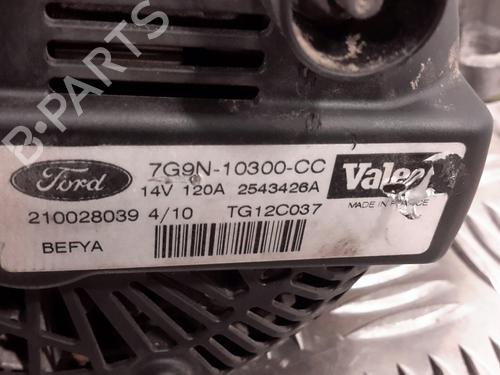 B-PARTS
Ford
7G9N-10300-CC
14V 120A 2543426A
Valeo
MADE IN FRANCE
210028039 4/10 TG12C037
BEFYA